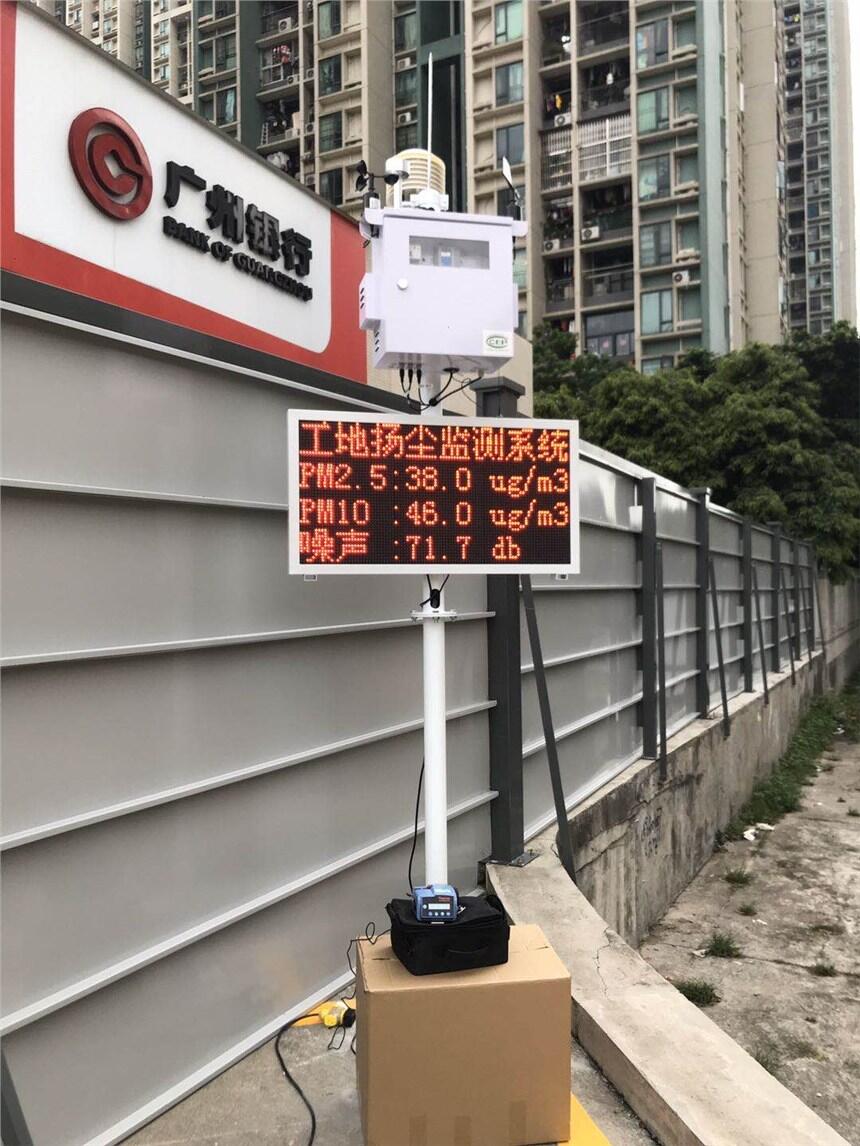 广州银行
BANK OF GUANGZHOU
CEP
工地扬尘监测系统
PM2.5:38.0 ug/m3
PM10 :46.0 ug/m3
噪声 :71.7 db